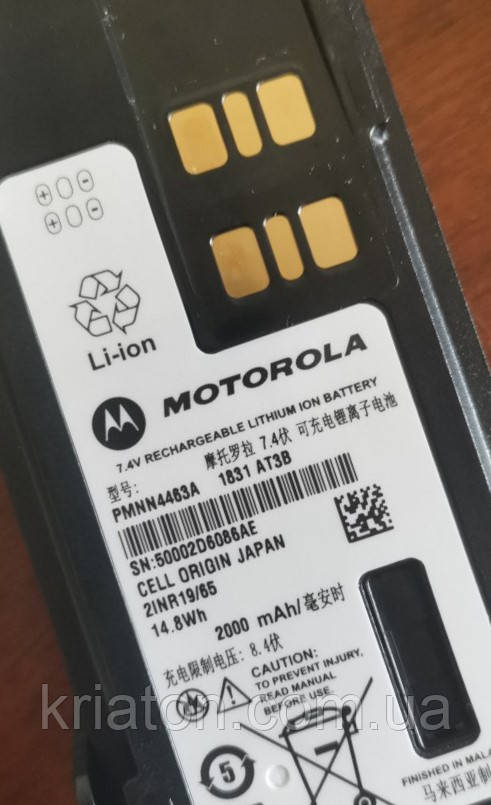 Li-ion
MOTOROLA
7.4V RECHARGEABLE LITHIUM ION BATTERY
摩托罗拉 7.4伏 可充电锂离子电池
型号:
PMNN4463A 1831 AT3B
SN:50002D6086AE
CELL ORIGIN JAPAN
2INR19/65
14.8Wh 2000 mAh/毫安时
充电限制电压: 8.4伏
CAUTION:
TO PREVENT INJURY,
READ MANUAL
BEFORE USE.
kriaton.com.ua
5
FINISHED IN MALA
马来西亚制